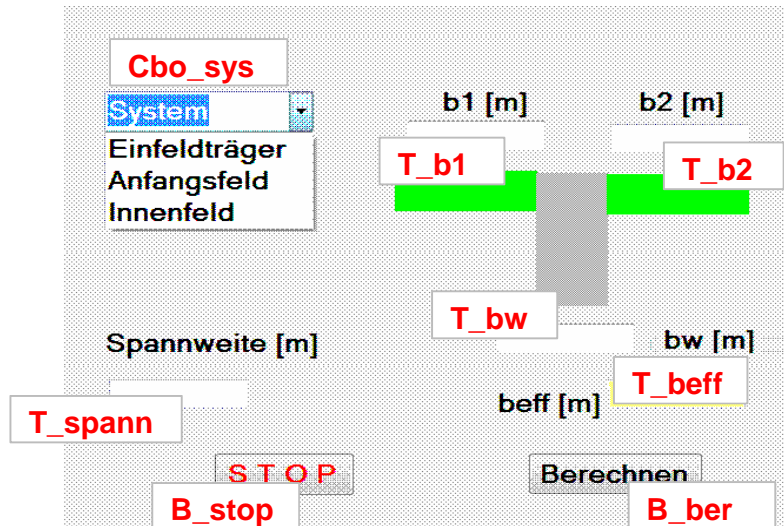 Cbo_sys
System
Einfeldträger
Anfangsfeld
Innenfeld
b1 [m]
b2 [m]
T_b1
T_b2
T_bw
Spannweite [m]
bw [m]
T_beff
beff [m]
T_spann
S T O P
Berechnen
B_stop
B_ber